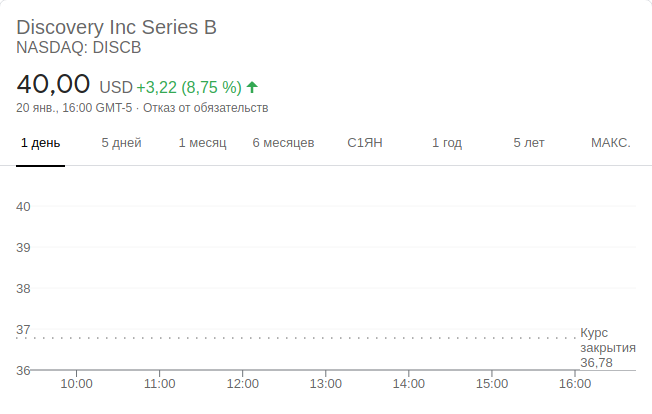 Discovery Inc Series B
NASDAQ: DISCB
40,00 USD +3,22 (8,75 %)
20 янв., 16:00 GMT-5 · Отказ от обязательств
1 день 5 дней 1 месяц 6 месяцев С1ЯН 1 год 5 лет МАКС.
40
39
38
37
Курс
закрытия
36,78
36
10:00 11:00 12:00 13:00 14:00 15:00 16:00